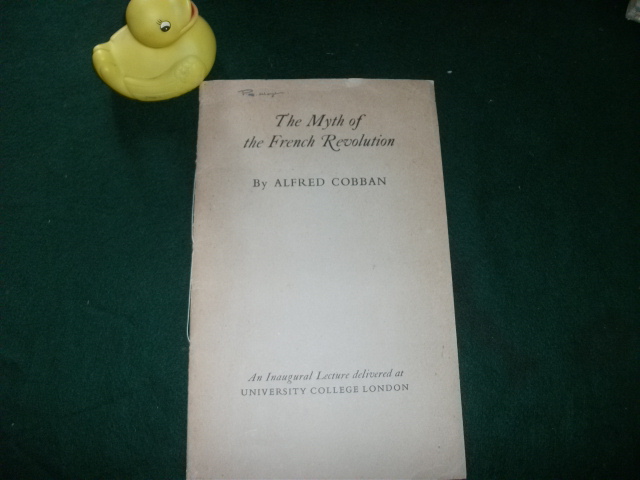 The Myth of
the French Revolution
By ALFRED COBBAN
An Inaugural Lecture delivered at
UNIVERSITY COLLEGE LONDON